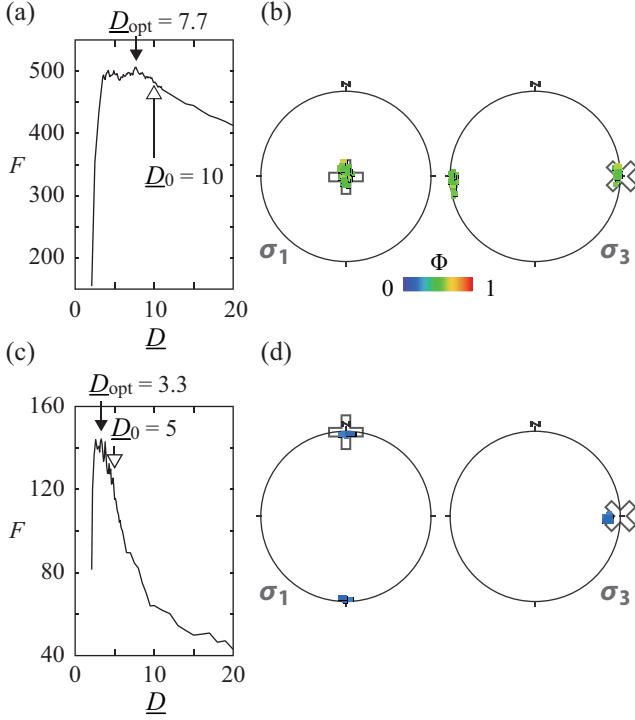 (a)
D_opt = 7.7
500
400
300
200
F
D_0 = 10
0 10 20
D
(b)
N N
σ1 σ3
Φ
0 1
(c)
D_opt = 3.3
D_0 = 5
160
120
80
40
F
0 10 20
D
(d)
N N
σ1 σ3